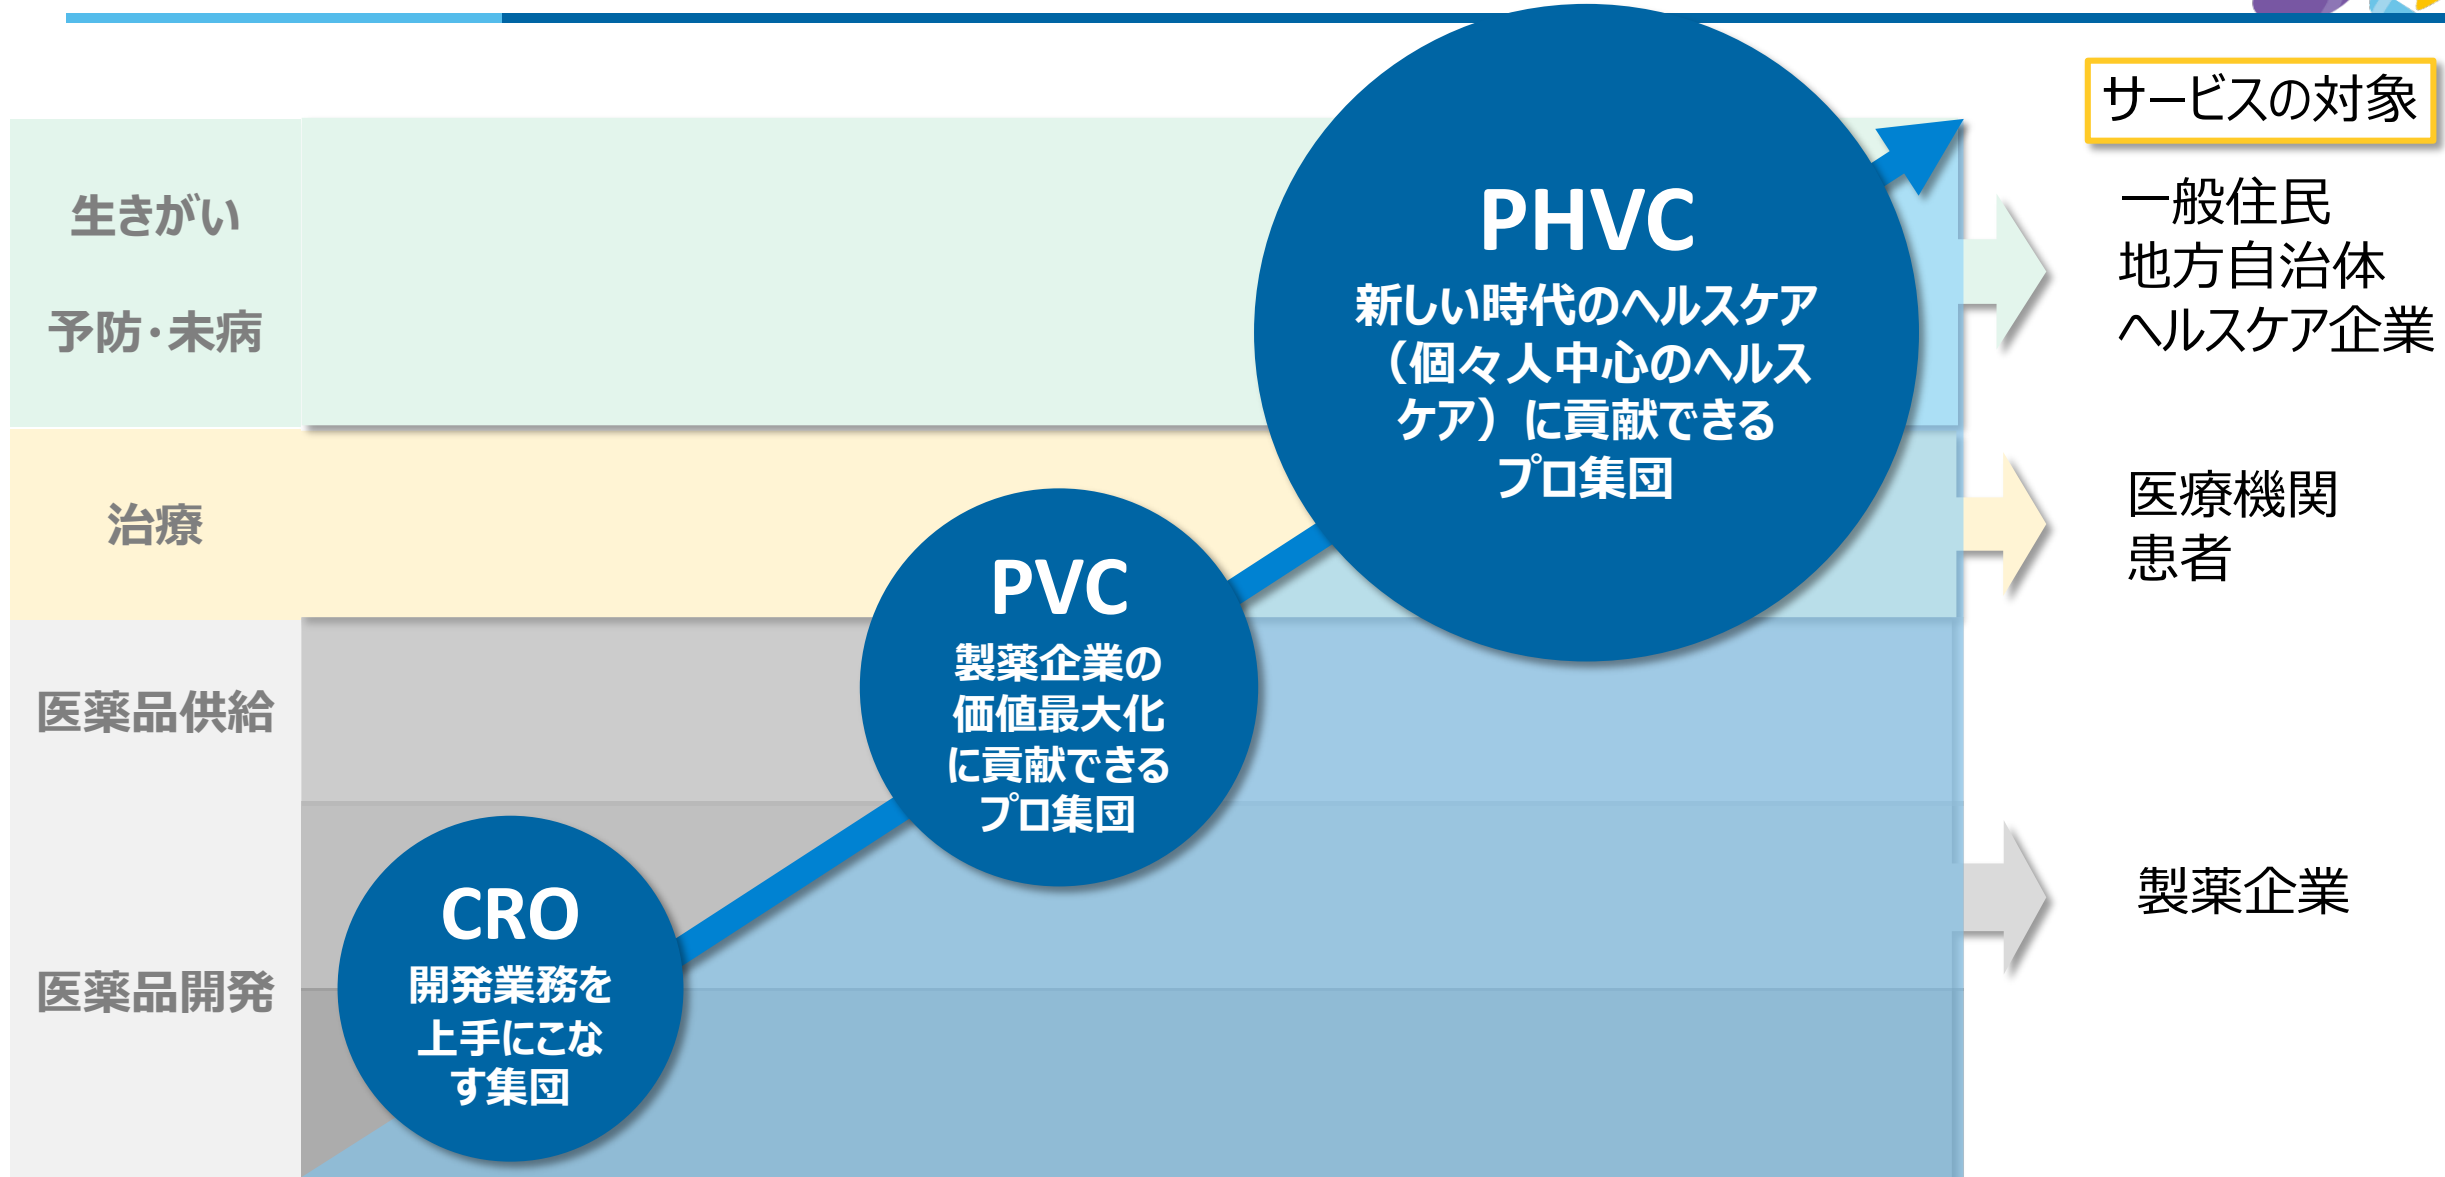 サービスの対象
生きがい
予防・未病
治療
医薬品供給
医薬品開発
PHVC
新しい時代のヘルスケア
（個々人中心のヘルス
ケア）に貢献できる
プロ集団
PVC
製薬企業の
価値最大化
に貢献できる
プロ集団
CRO
開発業務を
上手にこな
す集団
一般住民
地方自治体
ヘルスケア企業
医療機関
患者
製薬企業